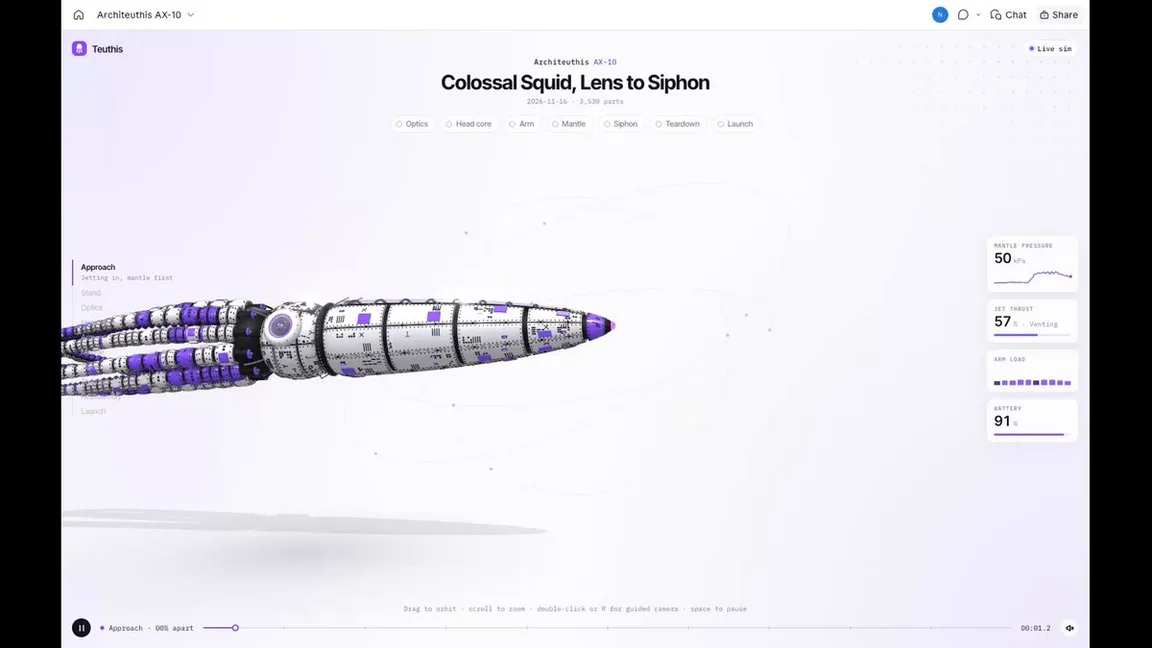 Architeuthis AX-10
N
Chat
Share
Teuthis
Live sim
Architeuthis AX-10
Colossal Squid, Lens to Siphon
2026-11-16 · 3,530 parts
Optics
Head core
Arm
Mantle
Siphon
Teardown
Launch
Approach
Jetting in, mantle first
Stand
Optics
Launch
MANTLE PRESSURE
50 kPa
JET THRUST
57 % · Venting
ARM LOAD
BATTERY
91 %
Drag to orbit · scroll to zoom · double-click or R for guided camera · space to pause
Approach · 00% apart
00:01.2